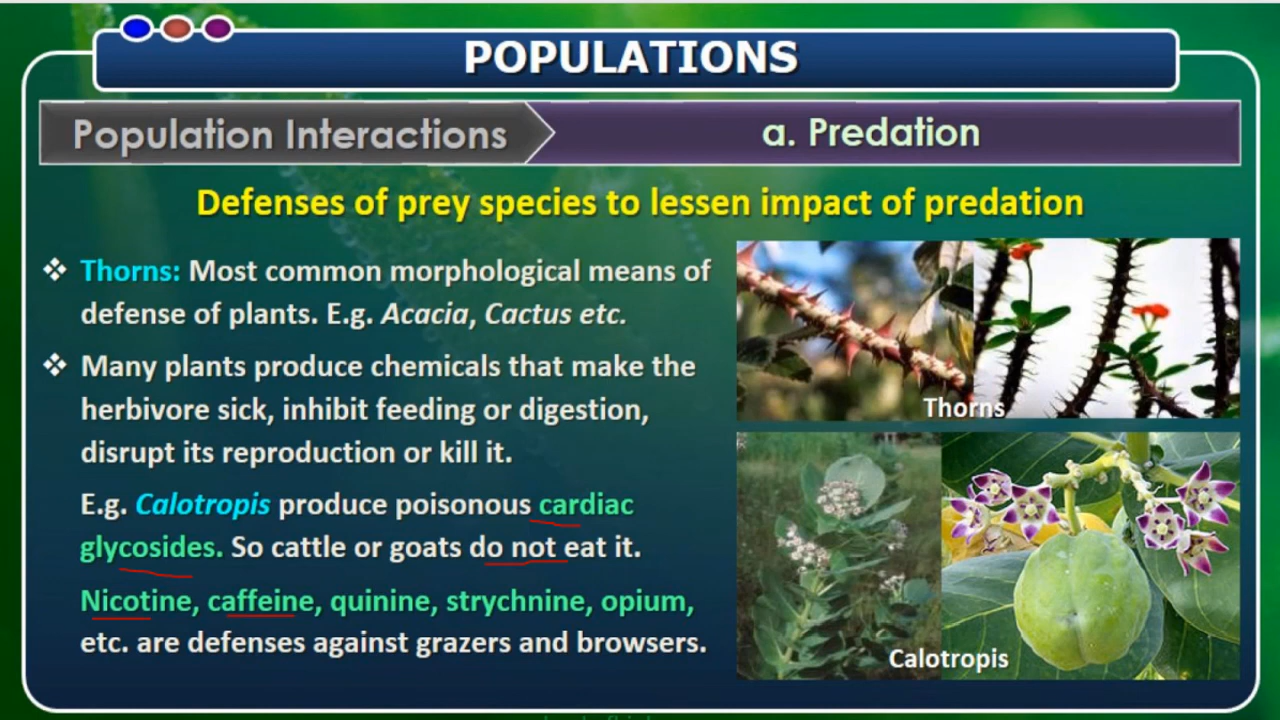 POPULATIONS
Population Interactions
a. Predation
Defenses of prey species to lessen impact of predation
❖ Thorns: Most common morphological means of
defense of plants. E.g. Acacia, Cactus etc.
❖ Many plants produce chemicals that make the
herbivore sick, inhibit feeding or digestion,
disrupt its reproduction or kill it.
E.g. Calotropis produce poisonous cardiac
glycosides. So cattle or goats do not eat it.
Nicotine, caffeine, quinine, strychnine, opium,
etc. are defenses against grazers and browsers.
Thorns
Calotropis